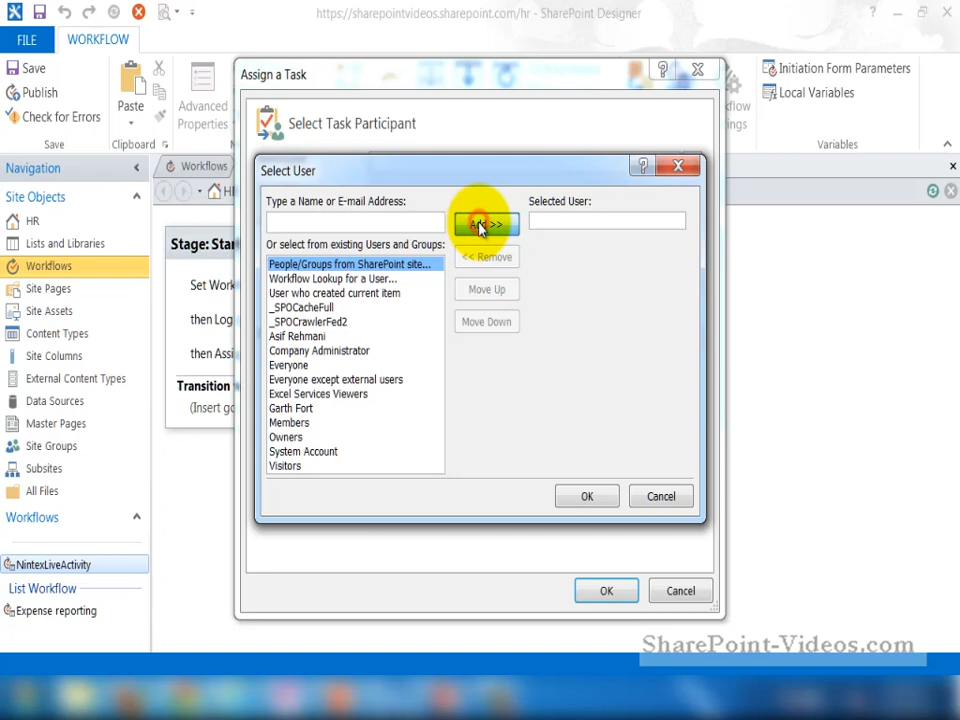 https://sharepointvideos.sharepoint.com/hr - SharePoint Designer
FILE
WORKFLOW
Save
Publish
Check for Errors
Save
Paste
Clipboard
Advanced
Properties
Initiation Form Parameters
Local Variables
Variables
Navigation
Site Objects
HR
Lists and Libraries
Workflows
Site Pages
Site Assets
Content Types
Site Columns
External Content Types
Data Sources
Master Pages
Site Groups
Subsites
All Files
Workflows
NintexLiveActivity
List Workflow
Expense reporting
Workflows
Stage: Star
Set Work
then Log
then Assi
Transition
(Insert go
Assign a Task
Select Task Participant
Select User
Type a Name or E-mail Address:
Add >>
Selected User:
Or select from existing Users and Groups:
<< Remove
Move Up
Move Down
People/Groups from SharePoint site...
Workflow Lookup for a User...
User who created current item
_SPOCacheFull
_SPOCrawlerFed2
Asif Rehmani
Company Administrator
Everyone
Everyone except external users
Excel Services Viewers
Garth Fort
Members
Owners
System Account
Visitors
OK
Cancel
OK
Cancel
SharePoint-Videos.com